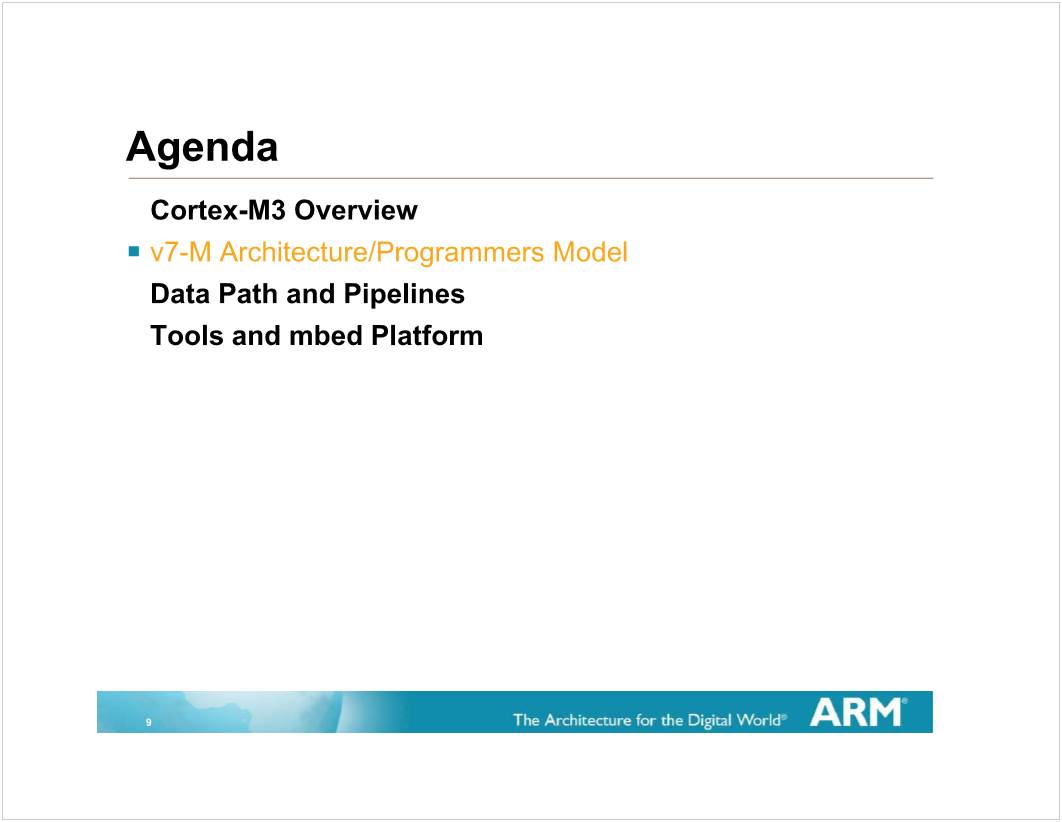 Agenda
Cortex-M3 Overview
v7-M Architecture/Programmers Model
Data Path and Pipelines
Tools and mbed Platform
9
The Architecture for the Digital World®
ARM®